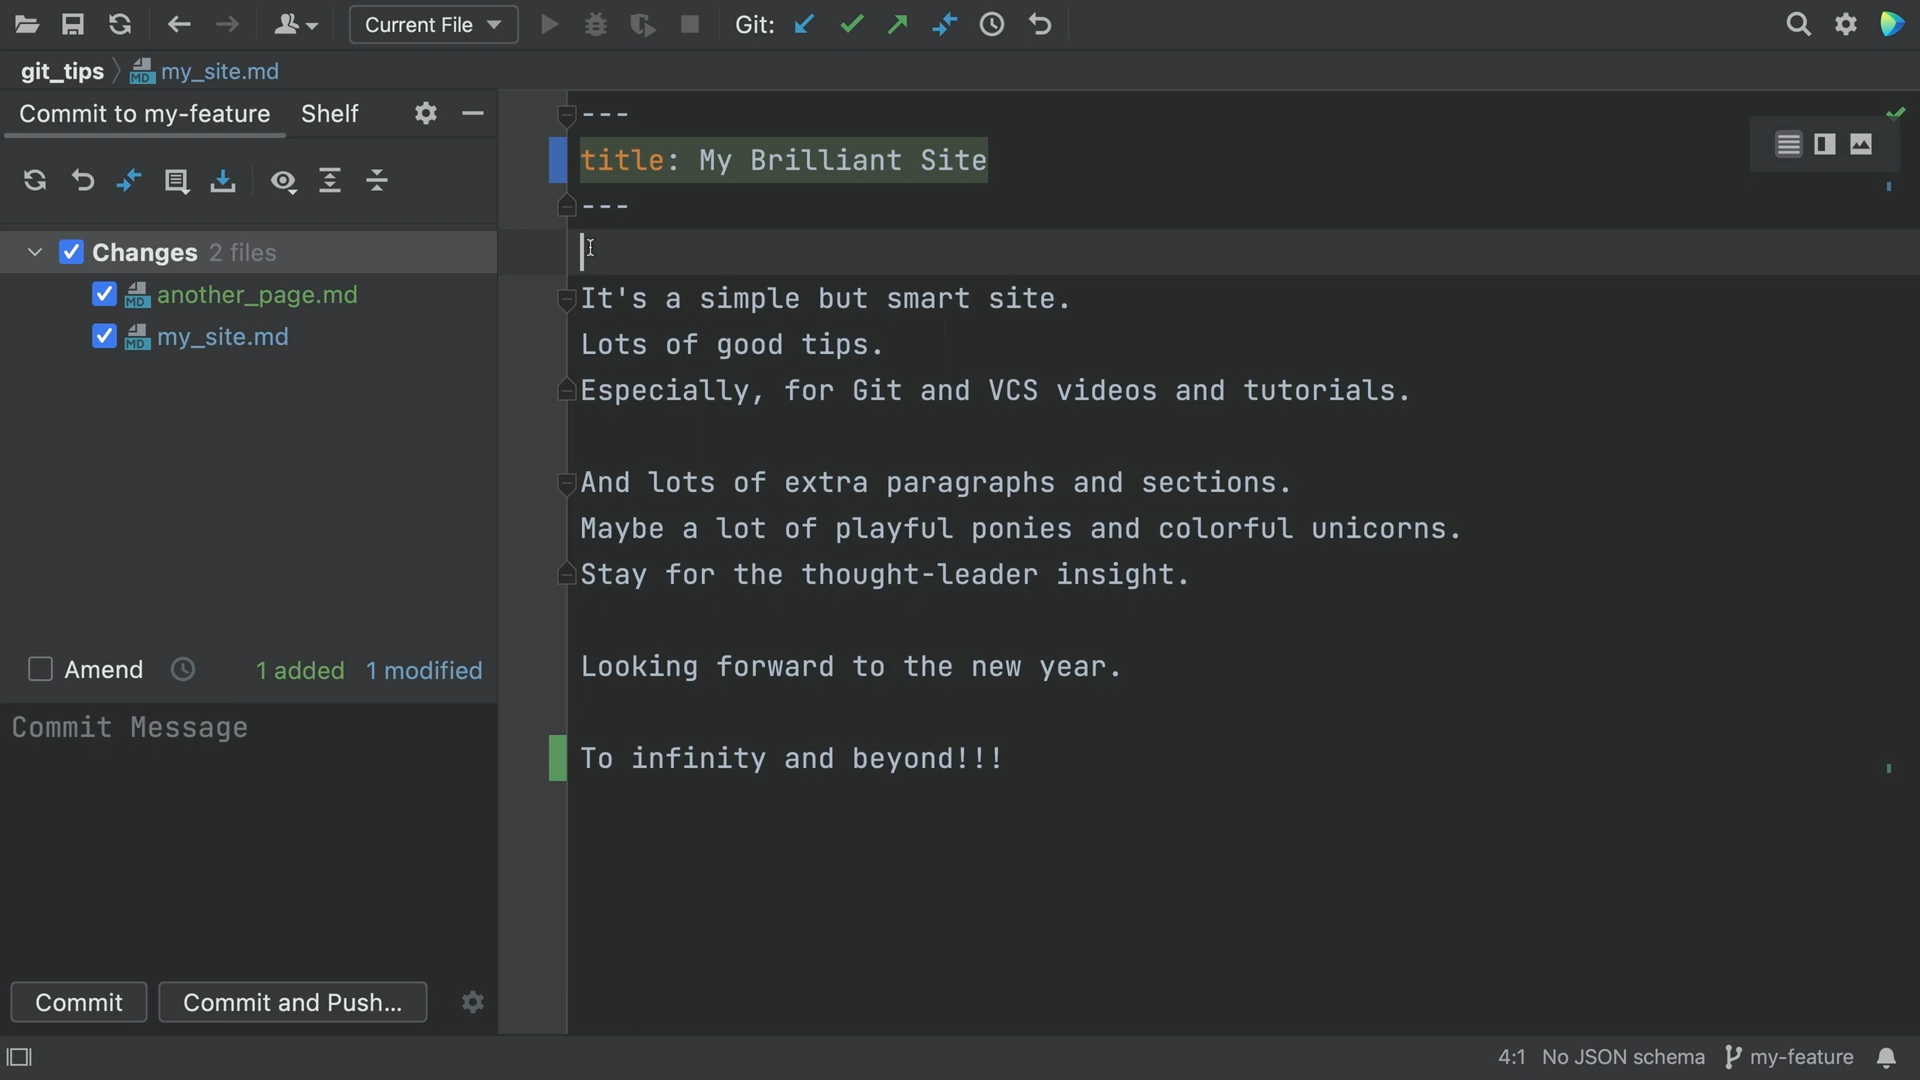 Current File
Git:
git_tips
my_site.md
Commit to my-feature
Shelf
Changes 2 files
another_page.md
my_site.md
Amend
1 added 1 modified
Commit Message
Commit
Commit and Push...
---
title: My Brilliant Site
---
It's a simple but smart site.
Lots of good tips.
Especially, for Git and VCS videos and tutorials.
And lots of extra paragraphs and sections.
Maybe a lot of playful ponies and colorful unicorns.
Stay for the thought-leader insight.
Looking forward to the new year.
To infinity and beyond!!!
4:1 No JSON schema my-feature